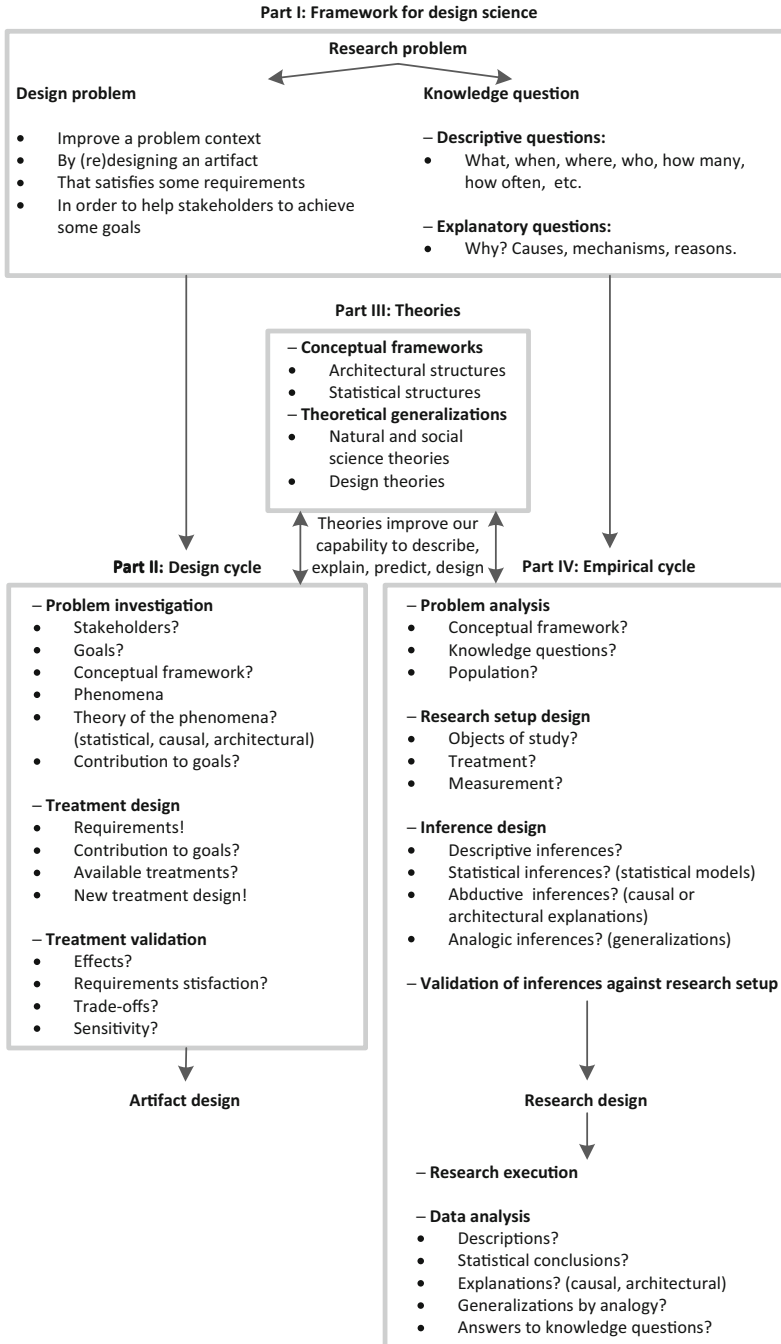 Part I: Framework for design science
Research problem
Design problem
• Improve a problem context
• By (re)designing an artifact
• That satisfies some requirements
• In order to help stakeholders to achieve
some goals
Knowledge question
– Descriptive questions:
• What, when, where, who, how many,
how often, etc.
– Explanatory questions:
• Why? Causes, mechanisms, reasons.
Part III: Theories
– Conceptual frameworks
• Architectural structures
• Statistical structures
– Theoretical generalizations
• Natural and social
science theories
• Design theories
Theories improve our
capability to describe,
explain, predict, design
Part II: Design cycle
– Problem investigation
• Stakeholders?
• Goals?
• Conceptual framework?
• Phenomena
• Theory of the phenomena?
(statistical, causal, architectural)
• Contribution to goals?
– Treatment design
• Requirements!
• Contribution to goals?
• Available treatments?
• New treatment design!
– Treatment validation
• Effects?
• Requirements stisfaction?
• Trade-offs?
• Sensitivity?
Artifact design
Part IV: Empirical cycle
– Problem analysis
• Conceptual framework?
• Knowledge questions?
• Population?
– Research setup design
• Objects of study?
• Treatment?
• Measurement?
– Inference design
• Descriptive inferences?
• Statistical inferences? (statistical models)
• Abductive inferences? (causal or
architectural explanations)
• Analogic inferences? (generalizations)
– Validation of inferences against research setup
Research design
– Research execution
– Data analysis
• Descriptions?
• Statistical conclusions?
• Explanations? (causal, architectural)
• Generalizations by analogy?
• Answers to knowledge questions?